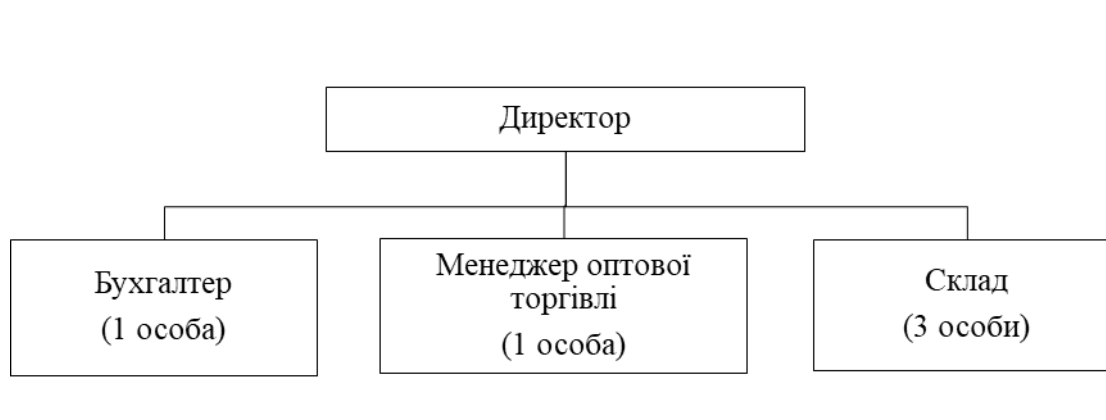 Директор
Бухгалтер
(1 особа)
Менеджер оптової
торгівлі
(1 особа)
Склад
(3 особи)